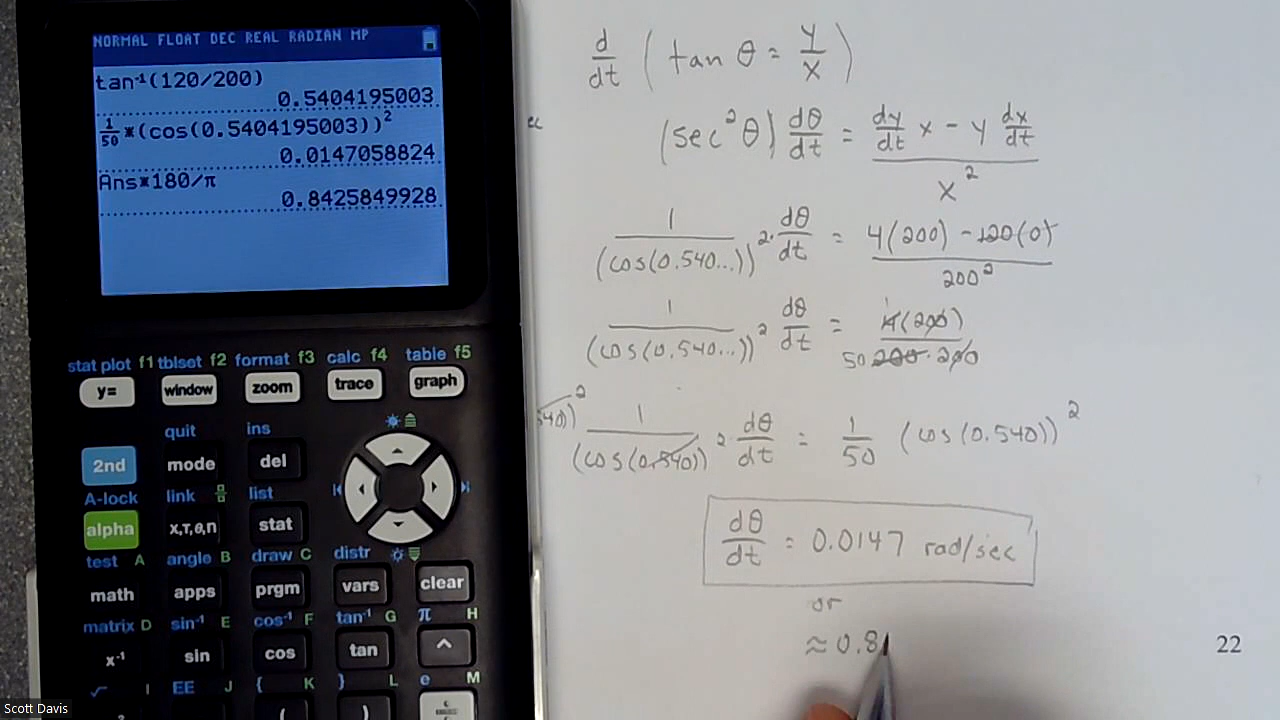 NORMAL FLOAT DEC REAL RADIAN MP
tan⁻¹(120/200)
0.5404195003
1/50*(cos(0.5404195003))²
0.0147058824
Ans*180/π
0.8425849928
stat plot f1 tblset f2 format f3 calc f4 table f5
y= window zoom trace graph
quit ins
2nd mode del
A-lock link list
alpha X,T,θ,n stat
test A angle B draw C distr
math apps prgm vars clear
matrix D sin⁻¹ E cos⁻¹ F tan⁻¹ G π H
x⁻¹ sin cos tan ^
√ I EE J { K } L e M
2 , ( )
ec
d/dt (tan θ = y/x)
(sec²θ) dθ/dt = (dy/dt x - y dx/dt)/x²
1/(cos(0.540...))² · dθ/dt = (4(200) - 120(0))/200²
1/(cos(0.540...))² dθ/dt = 1 4(200)/50 200·200
540))² 1/(cos(0.540))² · dθ/dt = 1/50 (cos(0.540))²
dθ/dt = 0.0147 rad/sec
or
≈ 0.8
22
Scott Davis